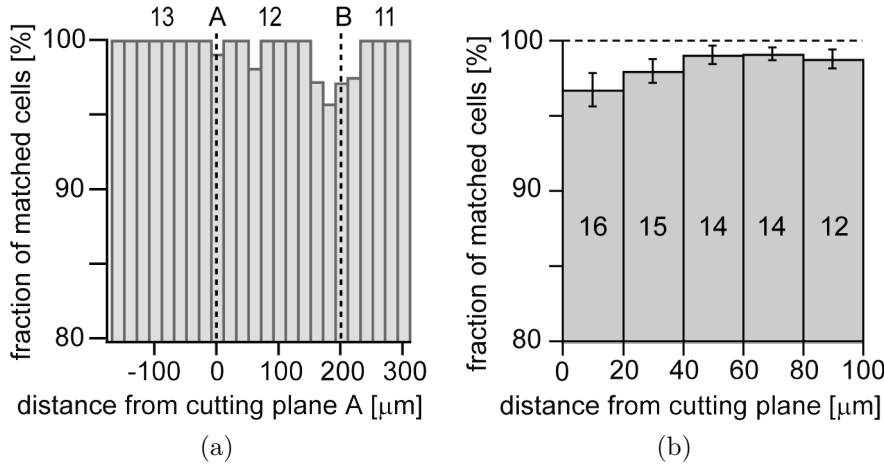 13 A 12 B 11
fraction of matched cells [%]
100
90
80
-100 0 100 200 300
distance from cutting plane A [μm]
(a)
fraction of matched cells [%]
100
90
80
16 15 14 14 12
0 20 40 60 80 100
distance from cutting plane [μm]
(b)